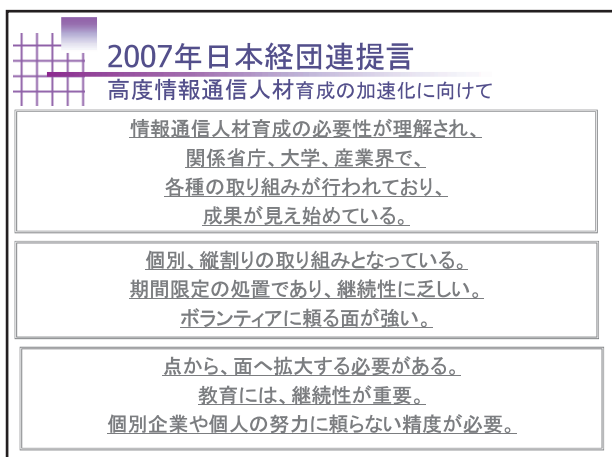 2007年日本経団連提言
高度情報通信人材育成の加速化に向けて
情報通信人材育成の必要性が理解され、
関係省庁、大学、産業界で、
各種の取り組みが行われており、
成果が見え始めている。
個別、縦割りの取り組みとなっている。
期間限定の処置であり、継続性に乏しい。
ボランティアに頼る面が強い。
点から、面へ拡大する必要がある。
教育には、継続性が重要。
個別企業や個人の努力に頼らない精度が必要。